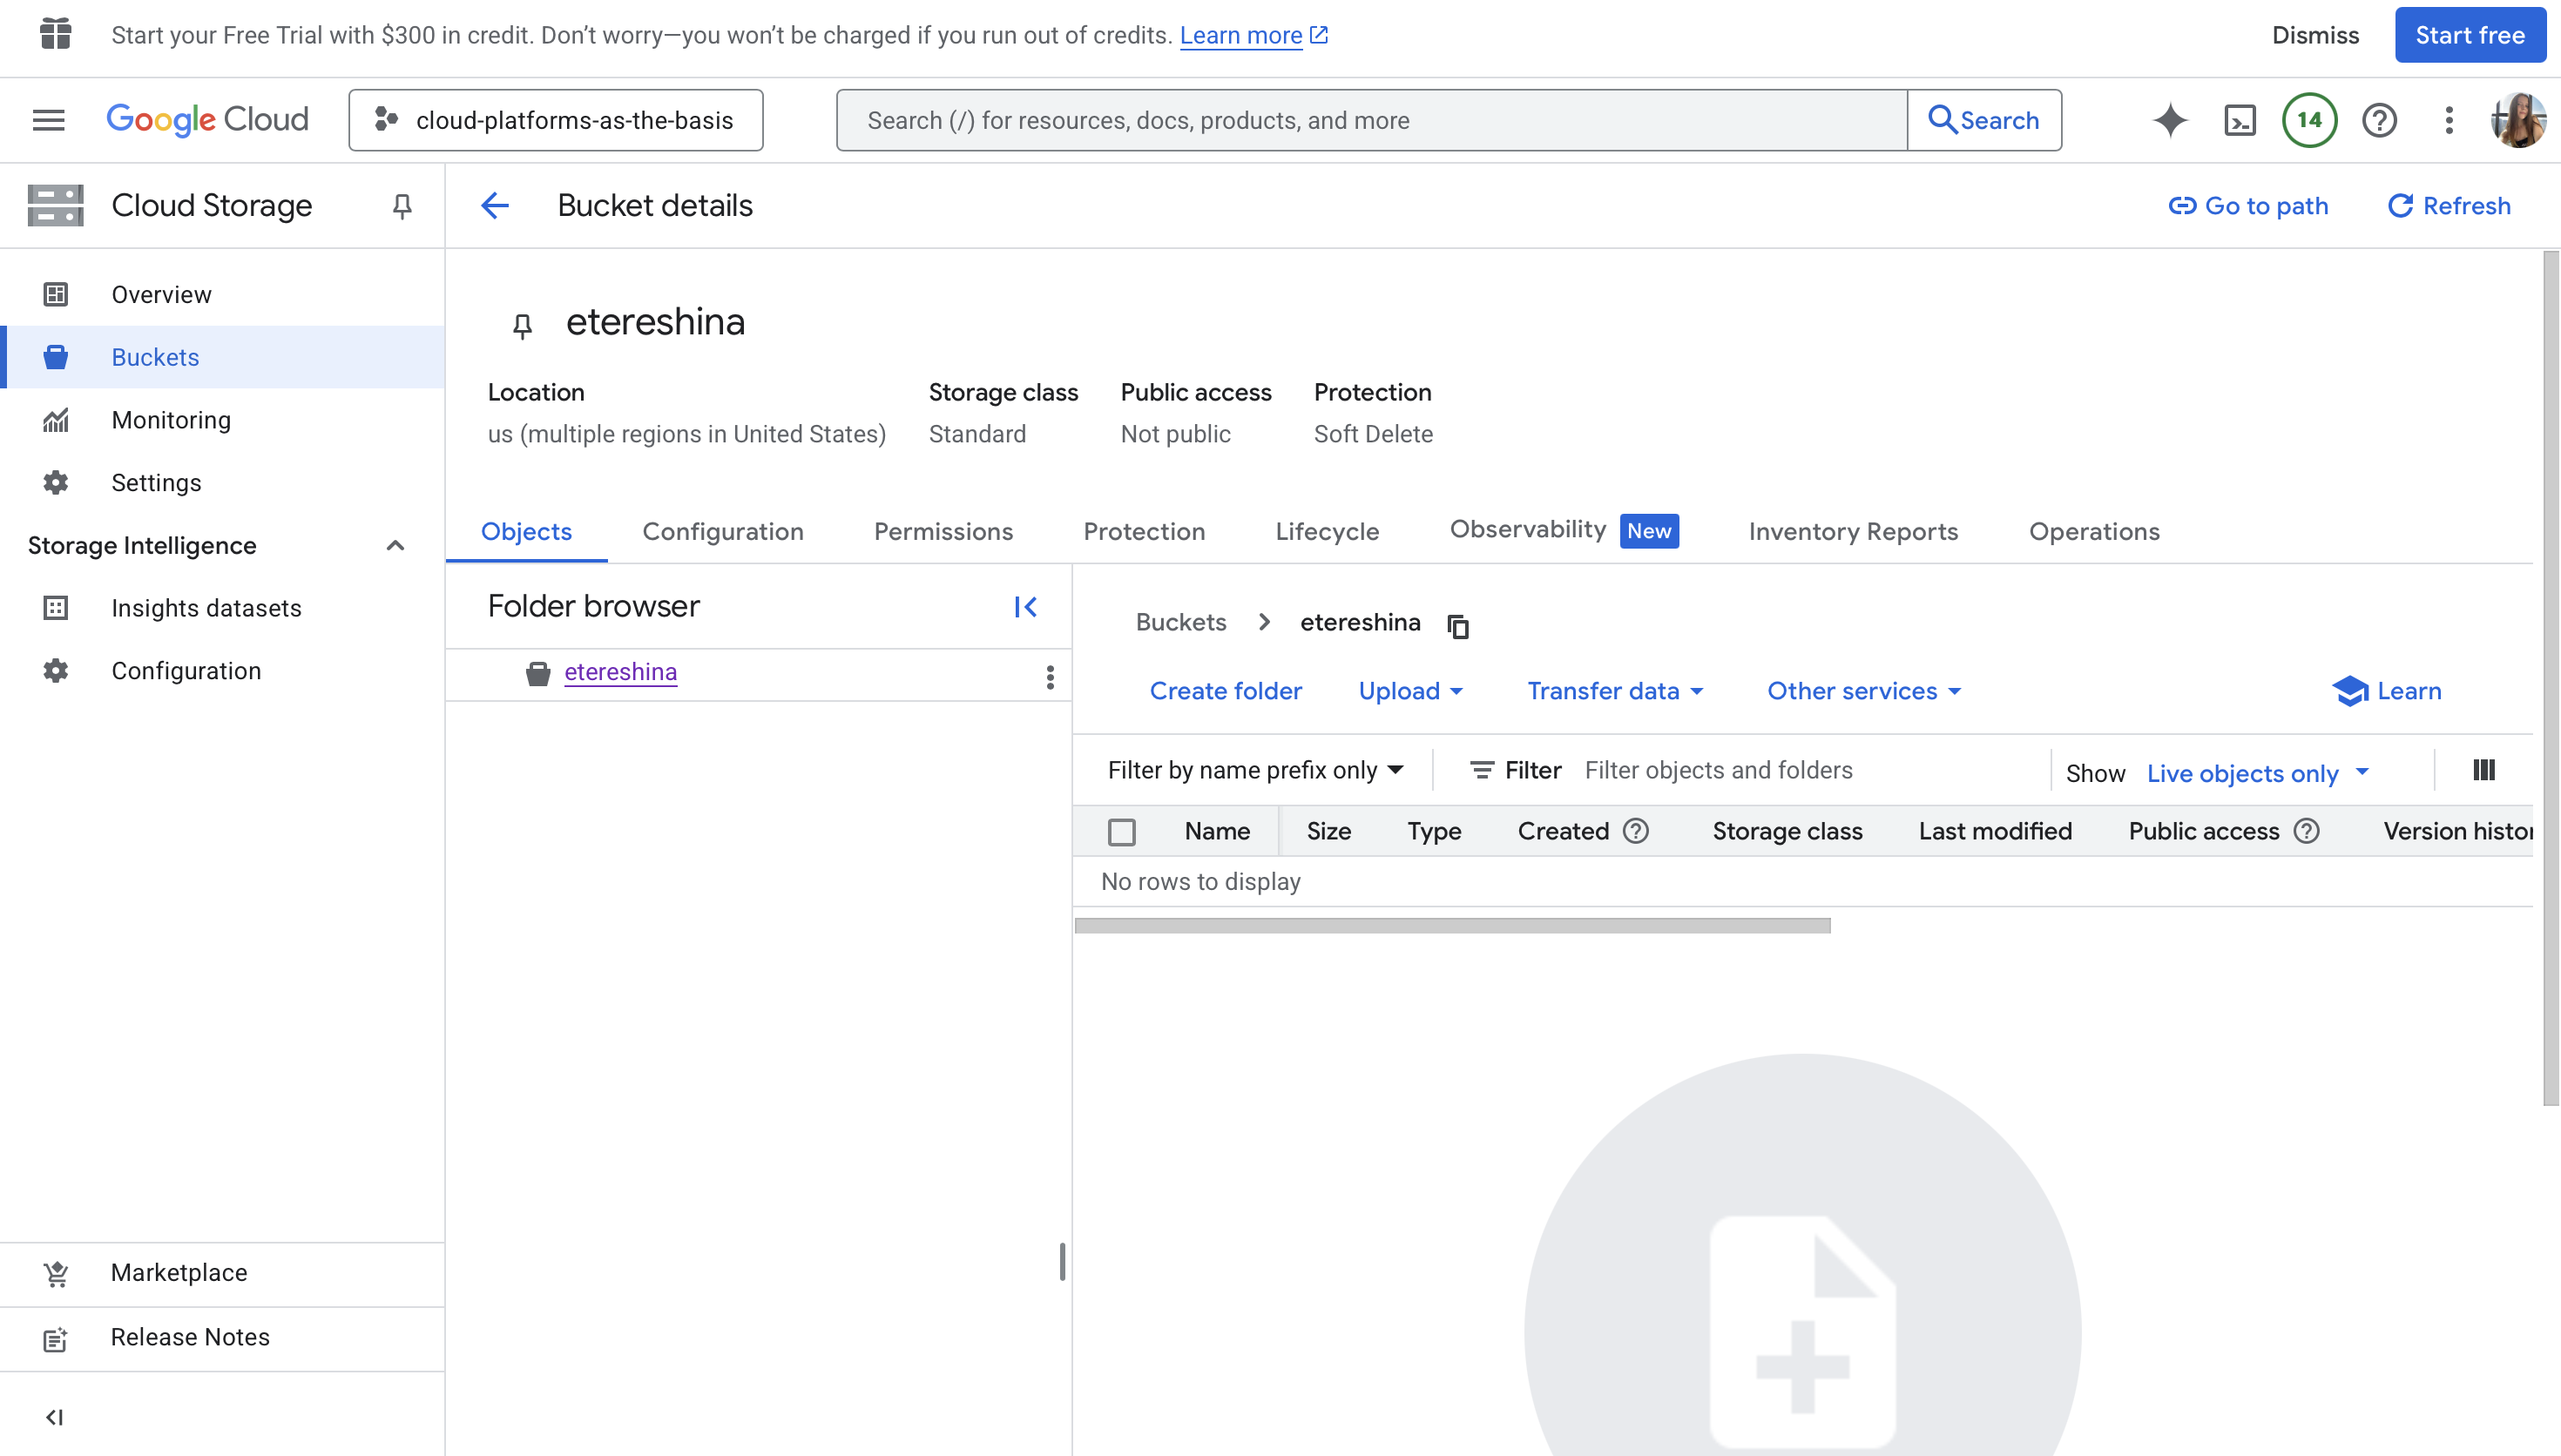 Start your Free Trial with $300 in credit. Don’t worry—you won’t be charged if you run out of credits. Learn more
Dismiss
Start free
Google Cloud
cloud-platforms-as-the-basis
Search (/) for resources, docs, products, and more
Search
14
Cloud Storage
Bucket details
Go to path
Refresh
Overview
Buckets
Monitoring
Settings
Storage Intelligence
Insights datasets
Configuration
Marketplace
Release Notes
etereshina
Location Storage class Public access Protection
us (multiple regions in United States) Standard Not public Soft Delete
Objects Configuration Permissions Protection Lifecycle Observability New Inventory Reports Operations
Folder browser
etereshina
Buckets etereshina
Create folder Upload Transfer data Other services Learn
Filter by name prefix only Filter Filter objects and folders Show Live objects only
Name Size Type Created Storage class Last modified Public access Version histor
No rows to display